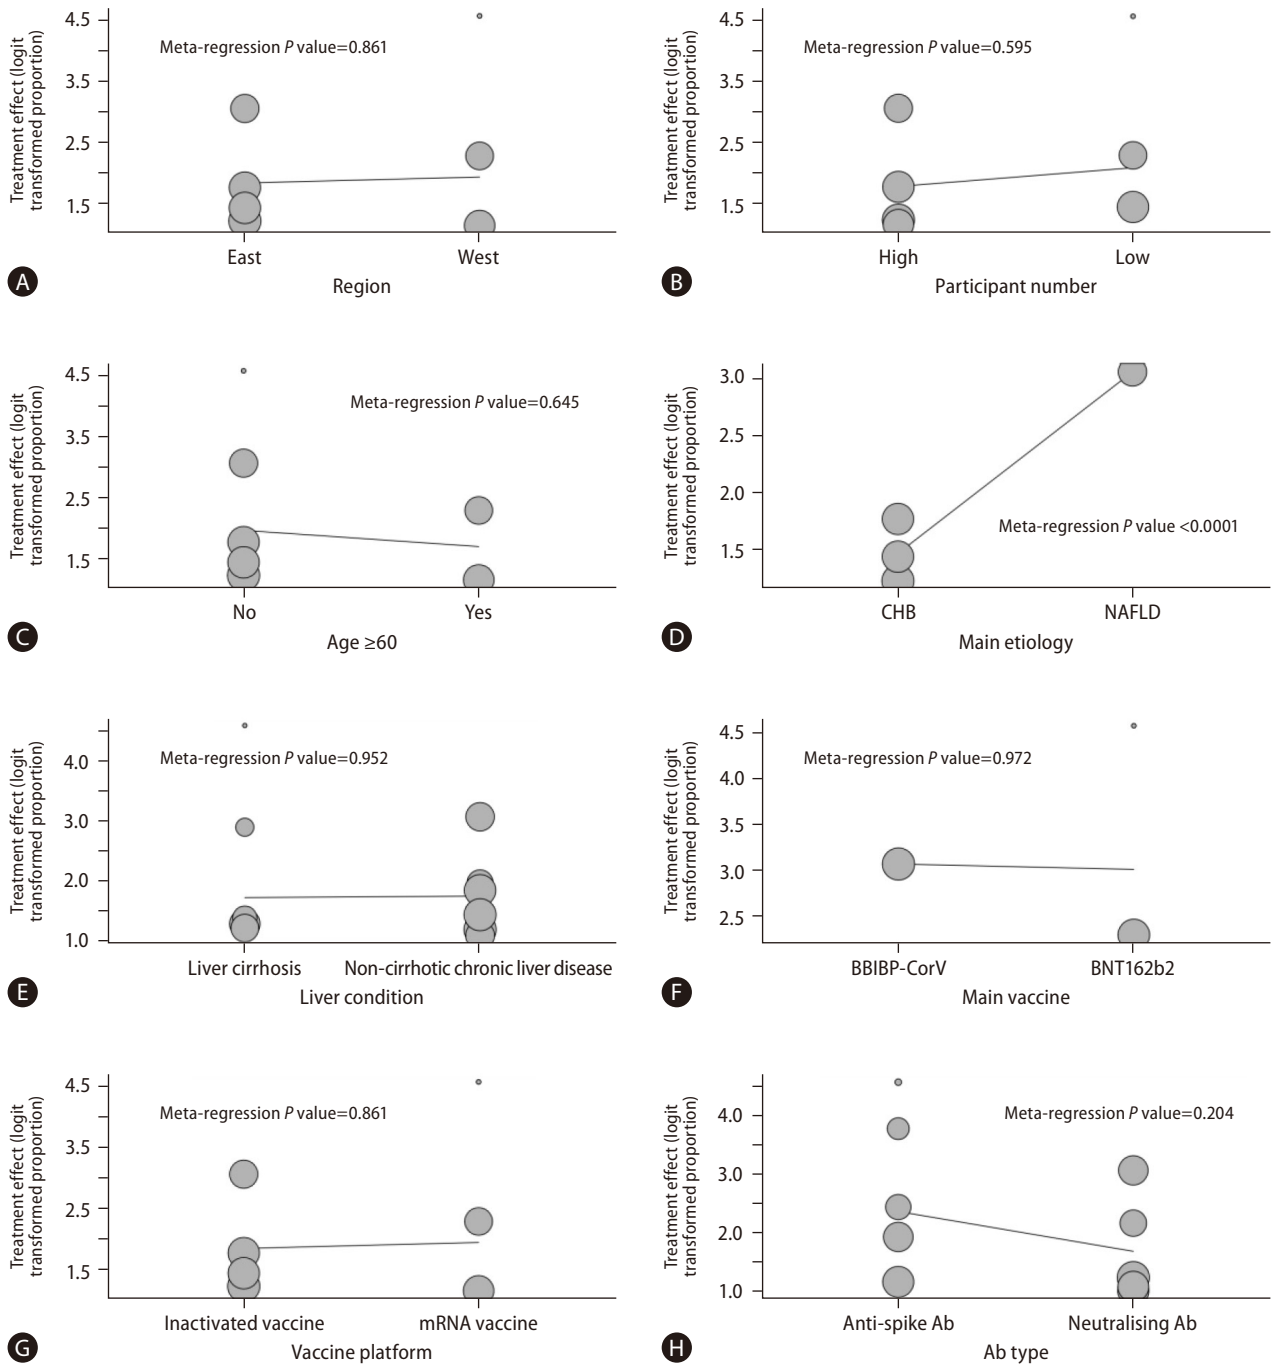 Treatment effect (logit
transformed proportion)
4.5
3.5
2.5
1.5
Meta-regression P value=0.861
East
West
Region
A
Treatment effect (logit
transformed proportion)
4.5
3.5
2.5
1.5
Meta-regression P value=0.595
High
Low
Participant number
B
Treatment effect (logit
transformed proportion)
4.5
3.5
2.5
1.5
Meta-regression P value=0.645
No
Yes
Age ≥60
C
Treatment effect (logit
transformed proportion)
3.0
2.5
2.0
1.5
Meta-regression P value <0.0001
CHB
NAFLD
Main etiology
D
Treatment effect (logit
transformed proportion)
4.0
3.0
2.0
1.0
Meta-regression P value=0.952
Liver cirrhosis
Non-cirrhotic chronic liver disease
Liver condition
E
Treatment effect (logit
transformed proportion)
4.5
4.0
3.5
3.0
2.5
Meta-regression P value=0.972
BBIBP-CorV
BNT162b2
Main vaccine
F
Treatment effect (logit
transformed proportion)
4.5
3.5
2.5
1.5
Meta-regression P value=0.861
Inactivated vaccine
mRNA vaccine
Vaccine platform
G
Treatment effect (logit
transformed proportion)
4.0
3.0
2.0
1.0
Meta-regression P value=0.204
Anti-spike Ab
Neutralising Ab
Ab type
H